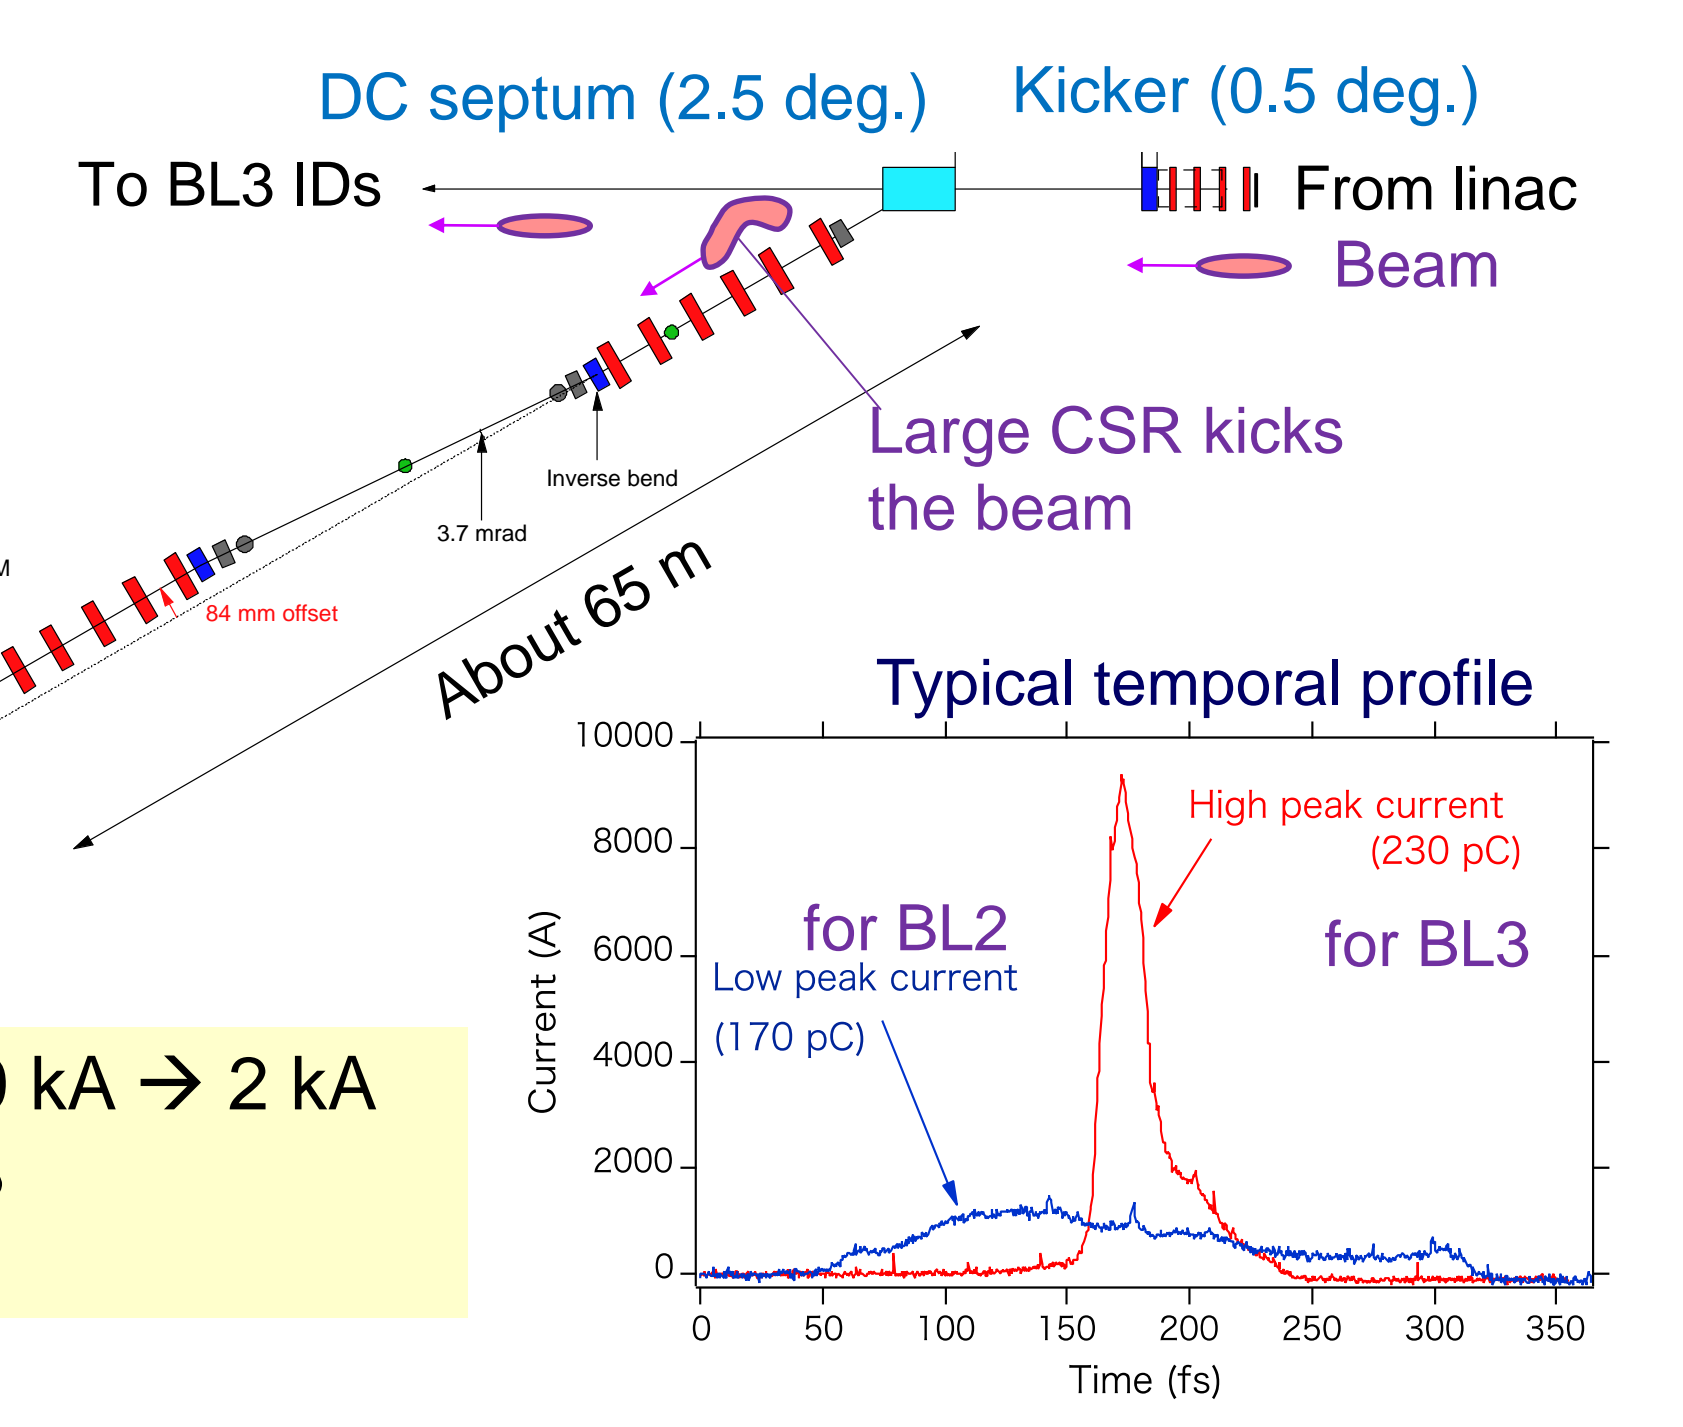 DC septum (2.5 deg.)
Kicker (0.5 deg.)
To BL3 IDs
From linac
Beam
Large CSR kicks
the beam
Inverse bend
3.7 mrad
M
84 mm offset
About 65 m
Typical temporal profile
10000
8000
6000
4000
2000
0
Current (A)
High peak current
(230 pC)
for BL2
for BL3
Low peak current
(170 pC)
kA → 2 kA
0
50
100
150
200
250
300
350
Time (fs)